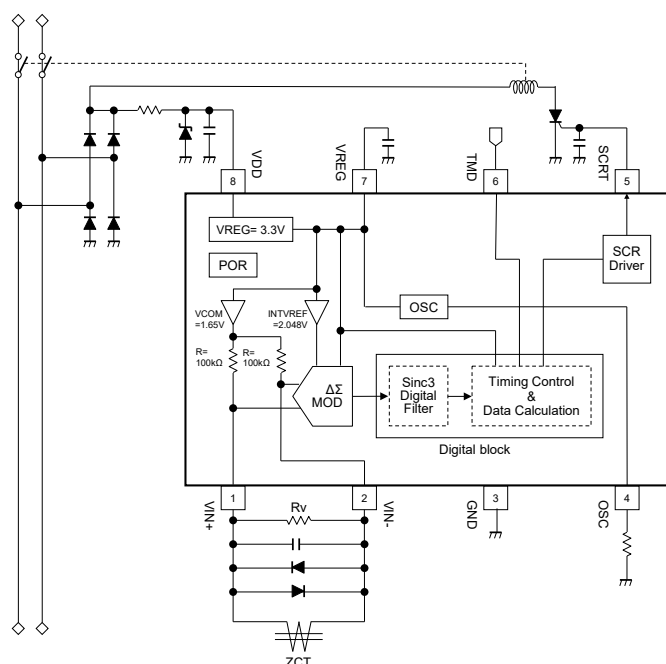 VDD
VREG
TMD
SCRT
8
7
6
5
VREG= 3.3V
POR
SCR
Driver
VCOM
=1.65V
INTVREF
=2.048V
OSC
R=
100kΩ
R=
100kΩ
ΔΣ
MOD
Sinc3
Digital
Filter
Timing Control
&
Data Calculation
Digital block
1
2
3
4
VIN+
Rv
VIN-
GND
OSC
ZCT